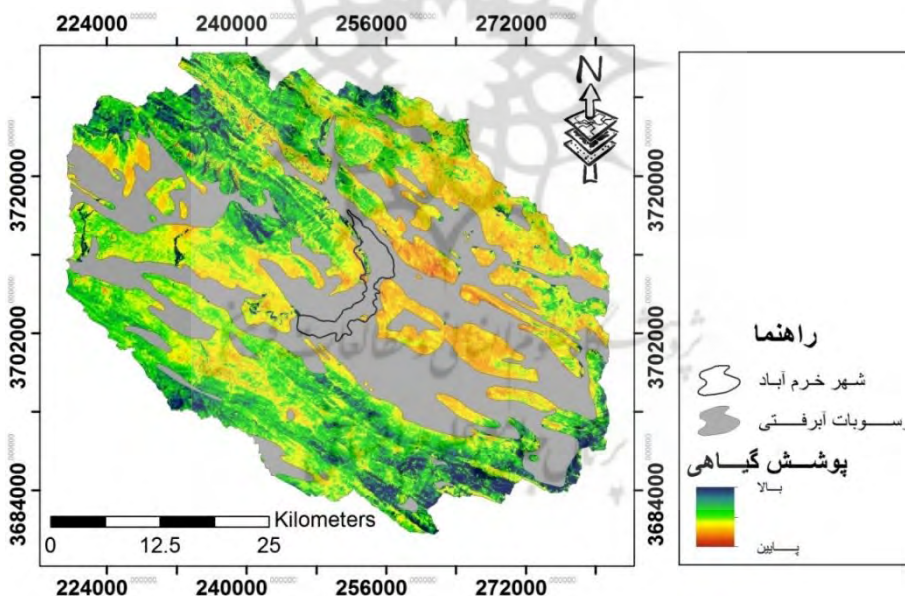 224000 240000 256000 272000
N
3720000 3720000
3702000 3702000
3684000 3684000
Kilometers
0 12.5 25
224000 240000 256000 272000
راهنما
شهر خرم آباد
رسوبات آبرفتی
پوشش گیاهی
بالا
پایین